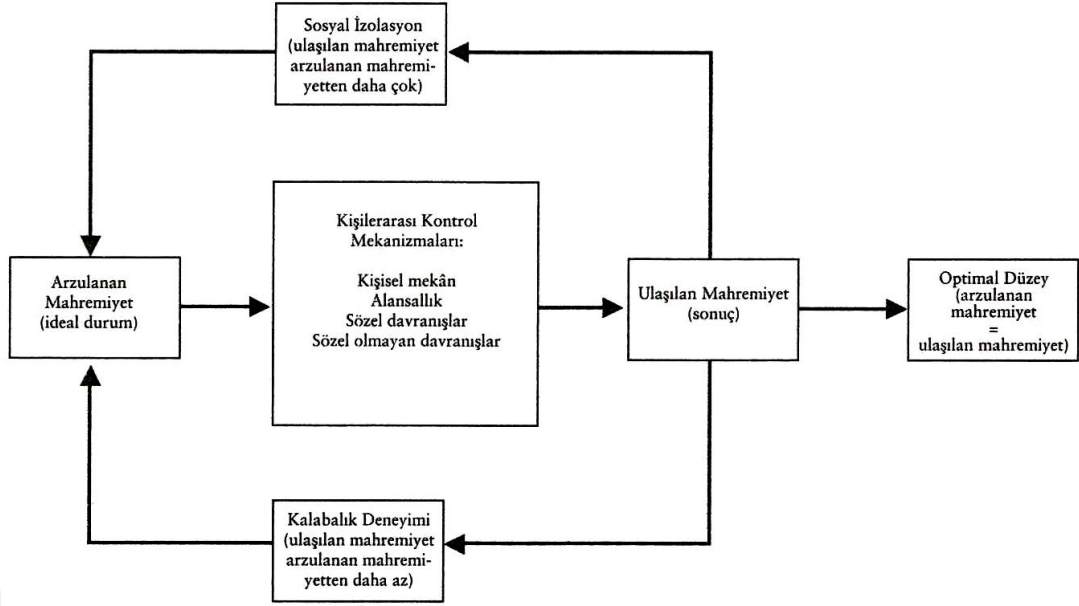 Sosyal İzolasyon
(ulaşılan mahremiyet
arzulanan mahremi-
yetten daha çok)
Kişilerarası Kontrol
Mekanizmaları:
Kişisel mekân
Alansallık
Sözel davranışlar
Sözel olmayan davranışlar
Arzulanan
Mahremiyet
(ideal durum)
Ulaşılan Mahremiyet
(sonuç)
Optimal Düzey
(arzulanan
mahremiyet
=
ulaşılan mahremiyet)
Kalabalık Deneyimi
(ulaşılan mahremiyet
arzulanan mahremi-
yetten daha az)